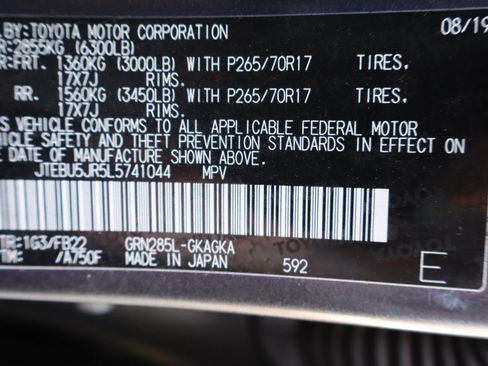 BY: TOYOTA MOTOR CORPORATION 08/19
2855KG (6300LB)
R:FRT. 1360KG (3000LB) WITH P265/70R17 TIRES.
17X7J RIMS.
RR. 1560KG (3450LB) WITH P265/70R17 TIRES.
17X7J RIMS.
S VEHICLE CONFORMS TO ALL APPLICABLE FEDERAL MOTOR
E SAFETY AND THEFT PREVENTION STANDARDS IN EFFECT ON
E DATE OF MANUFACTURE SHOWN ABOVE.
JTEBU5JR5L5741044 MPV
TR:1G3/FB22 GRN285L-GKAGKA
TM: /A750F MADE IN JAPAN 592 E